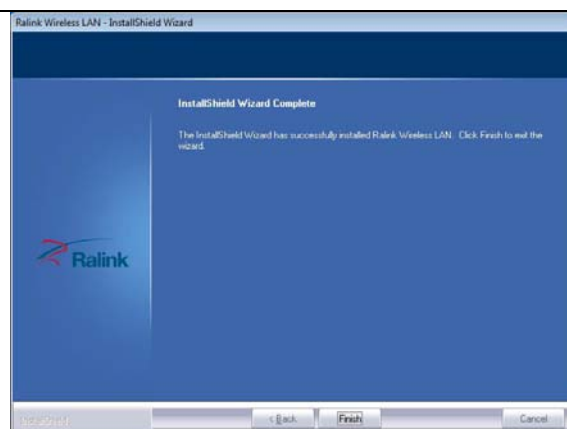 Ralink Wireless LAN - InstallShield Wizard
InstallShield Wizard Complete
The InstallShield Wizard has successfully installed Ralink Wireless LAN. Click Finish to exit the
wizard.
Ralink
InstallShield
< Back
Finish
Cancel